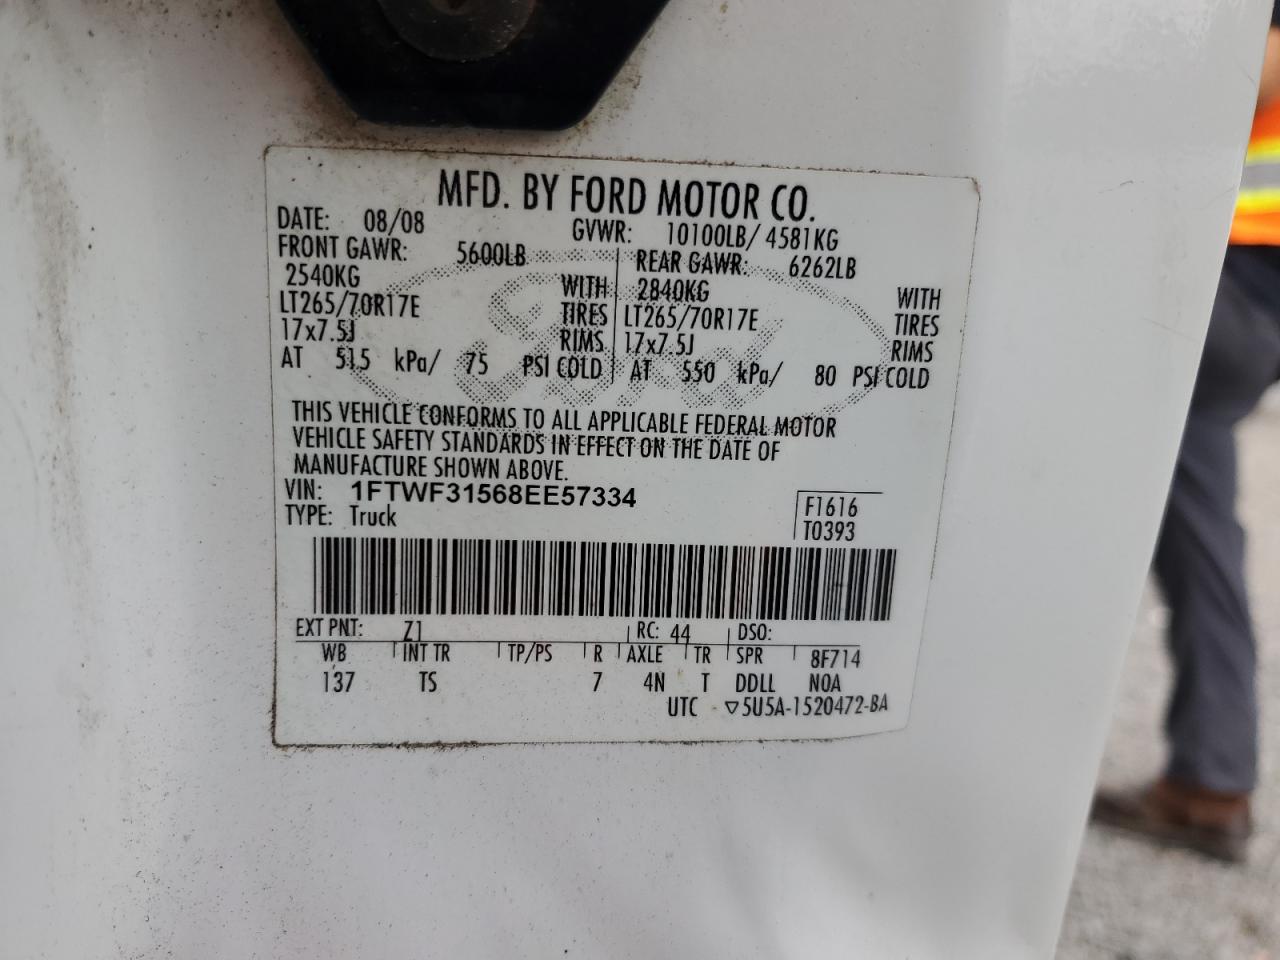 MFD. BY FORD MOTOR CO.
DATE: 08/08 GVWR: 10100LB/ 4581KG
FRONT GAWR: 5600LB REAR GAWR: 6262LB
2540KG WITH 2840KG WITH
LT265/70R17E TIRES LT265/70R17E TIRES
17x7.5J RIMS 17x7.5J RIMS
AT 515 kPa/ 75 PSI COLD AT 550 kPa/ 80 PSI COLD
Ford
THIS VEHICLE CONFORMS TO ALL APPLICABLE FEDERAL MOTOR
VEHICLE SAFETY STANDARDS IN EFFECT ON THE DATE OF
MANUFACTURE SHOWN ABOVE.
VIN: 1FTWF31568EE57334 F1616
TYPE: Truck T0393
EXT PNT: Z1 RC: 44 DSO:
WB INT TR TP/PS R AXLE TR SPR 8F714
137 TS 7 4N T DDLL NOA
UTC ▽5U5A-1520472-BA